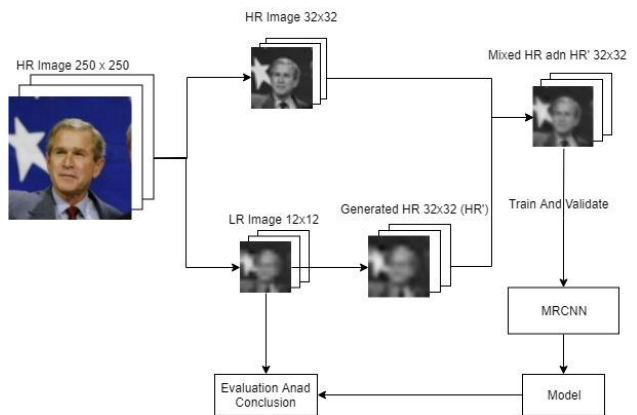 HR Image 32x32
Mixed HR adn HR' 32x32
HR Image 250 x 250
LR Image 12x12
Generated HR 32x32 (HR')
Train And Validate
MRCNN
Evaluation Anad
Conclusion
Model